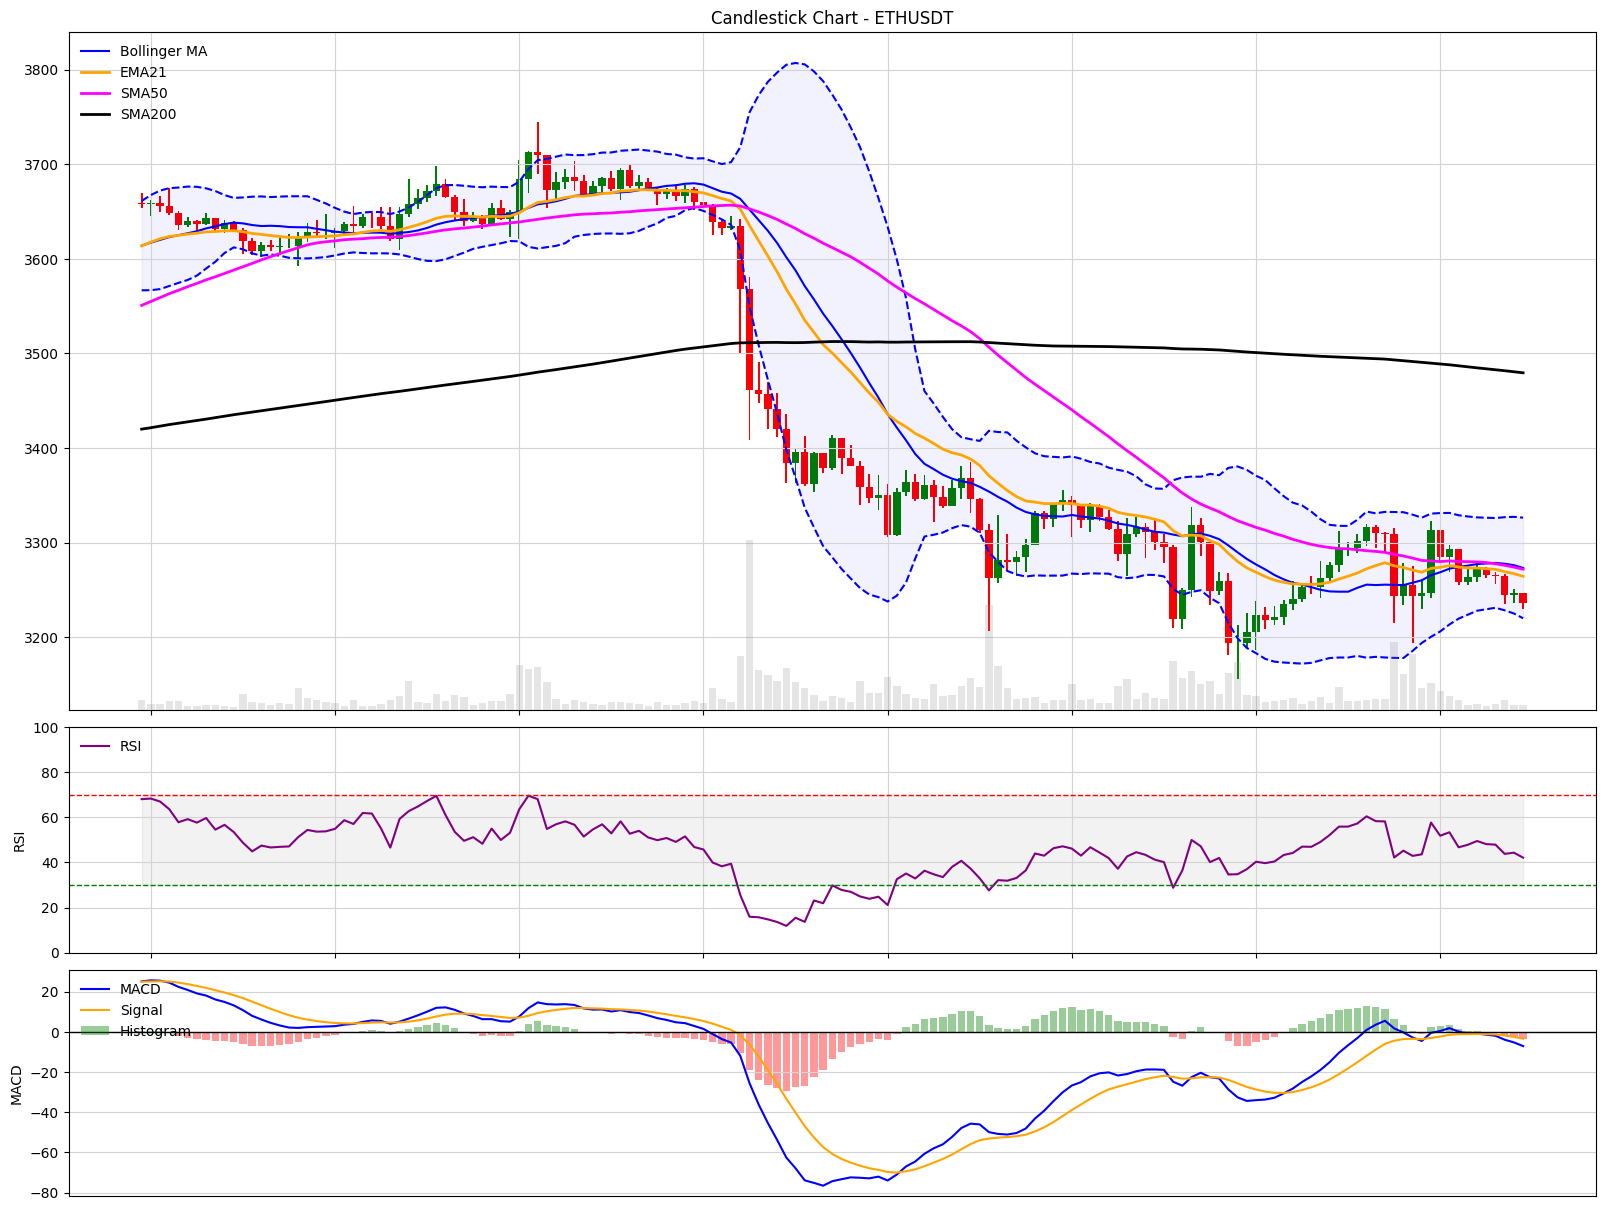 Candlestick Chart - ETHUSDT
Bollinger MA
EMA21
SMA50
SMA200
3800
3700
3600
3500
3400
3300
3200
RSI
100
80
60
40
20
0
RSI
MACD
Signal
Histogram
20
0
−20
−40
−60
−80
MACD